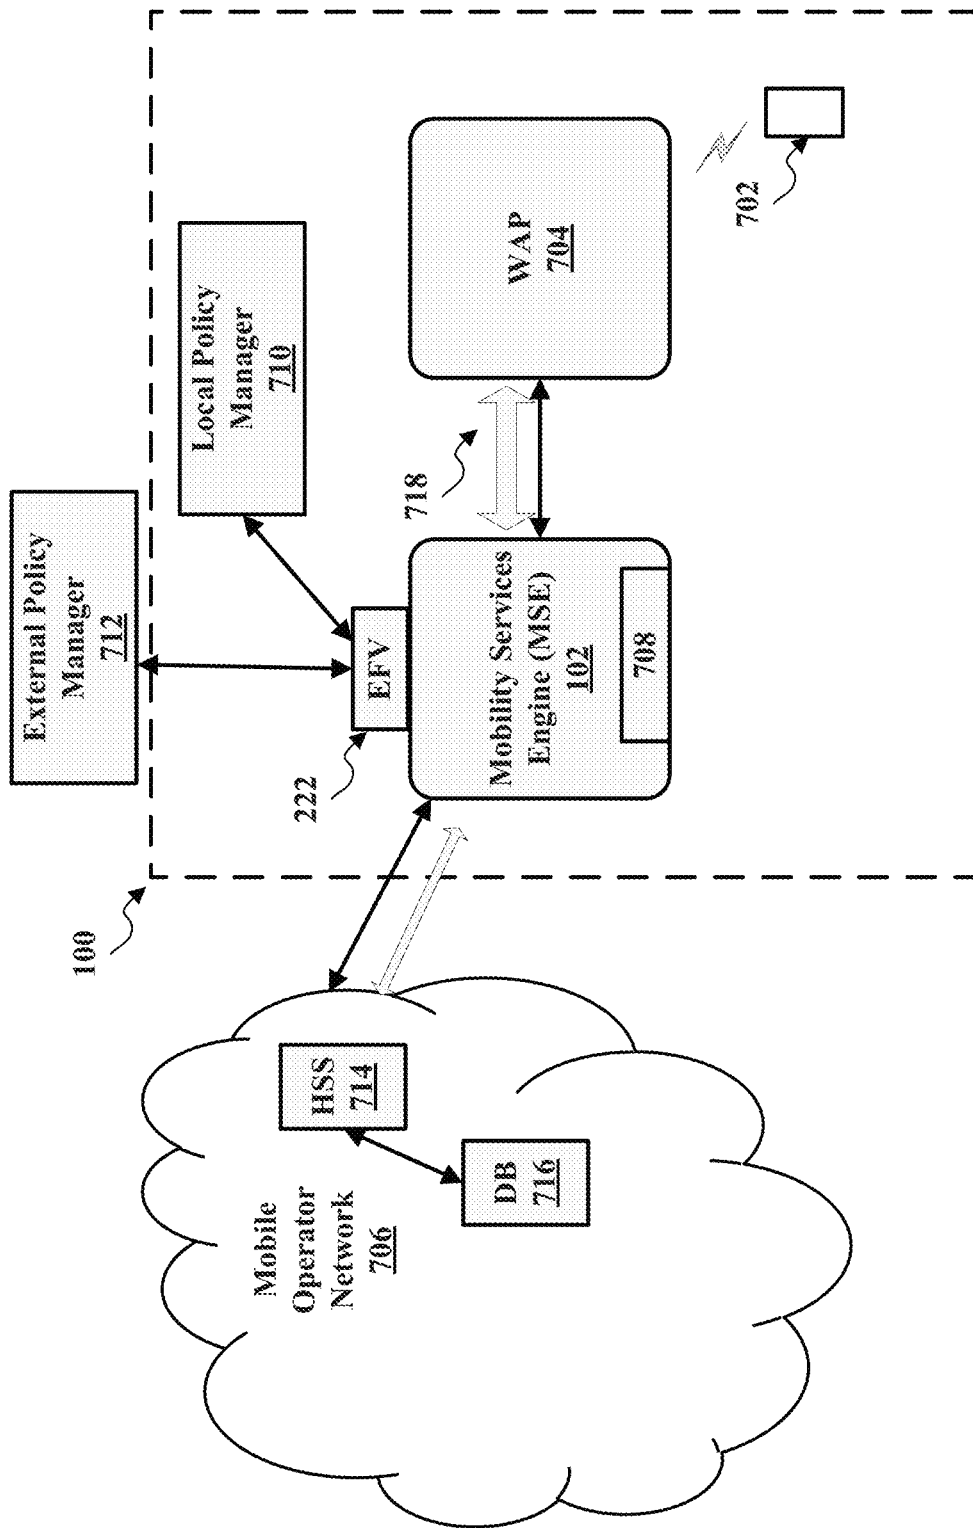 External Policy
Manager
712
Local Policy
Manager
710
100
222
EFV
718
Mobility Services
Engine (MSE)
102
708
WAP
704
702
Mobile
Operator
Network
706
HSS
714
DB
716